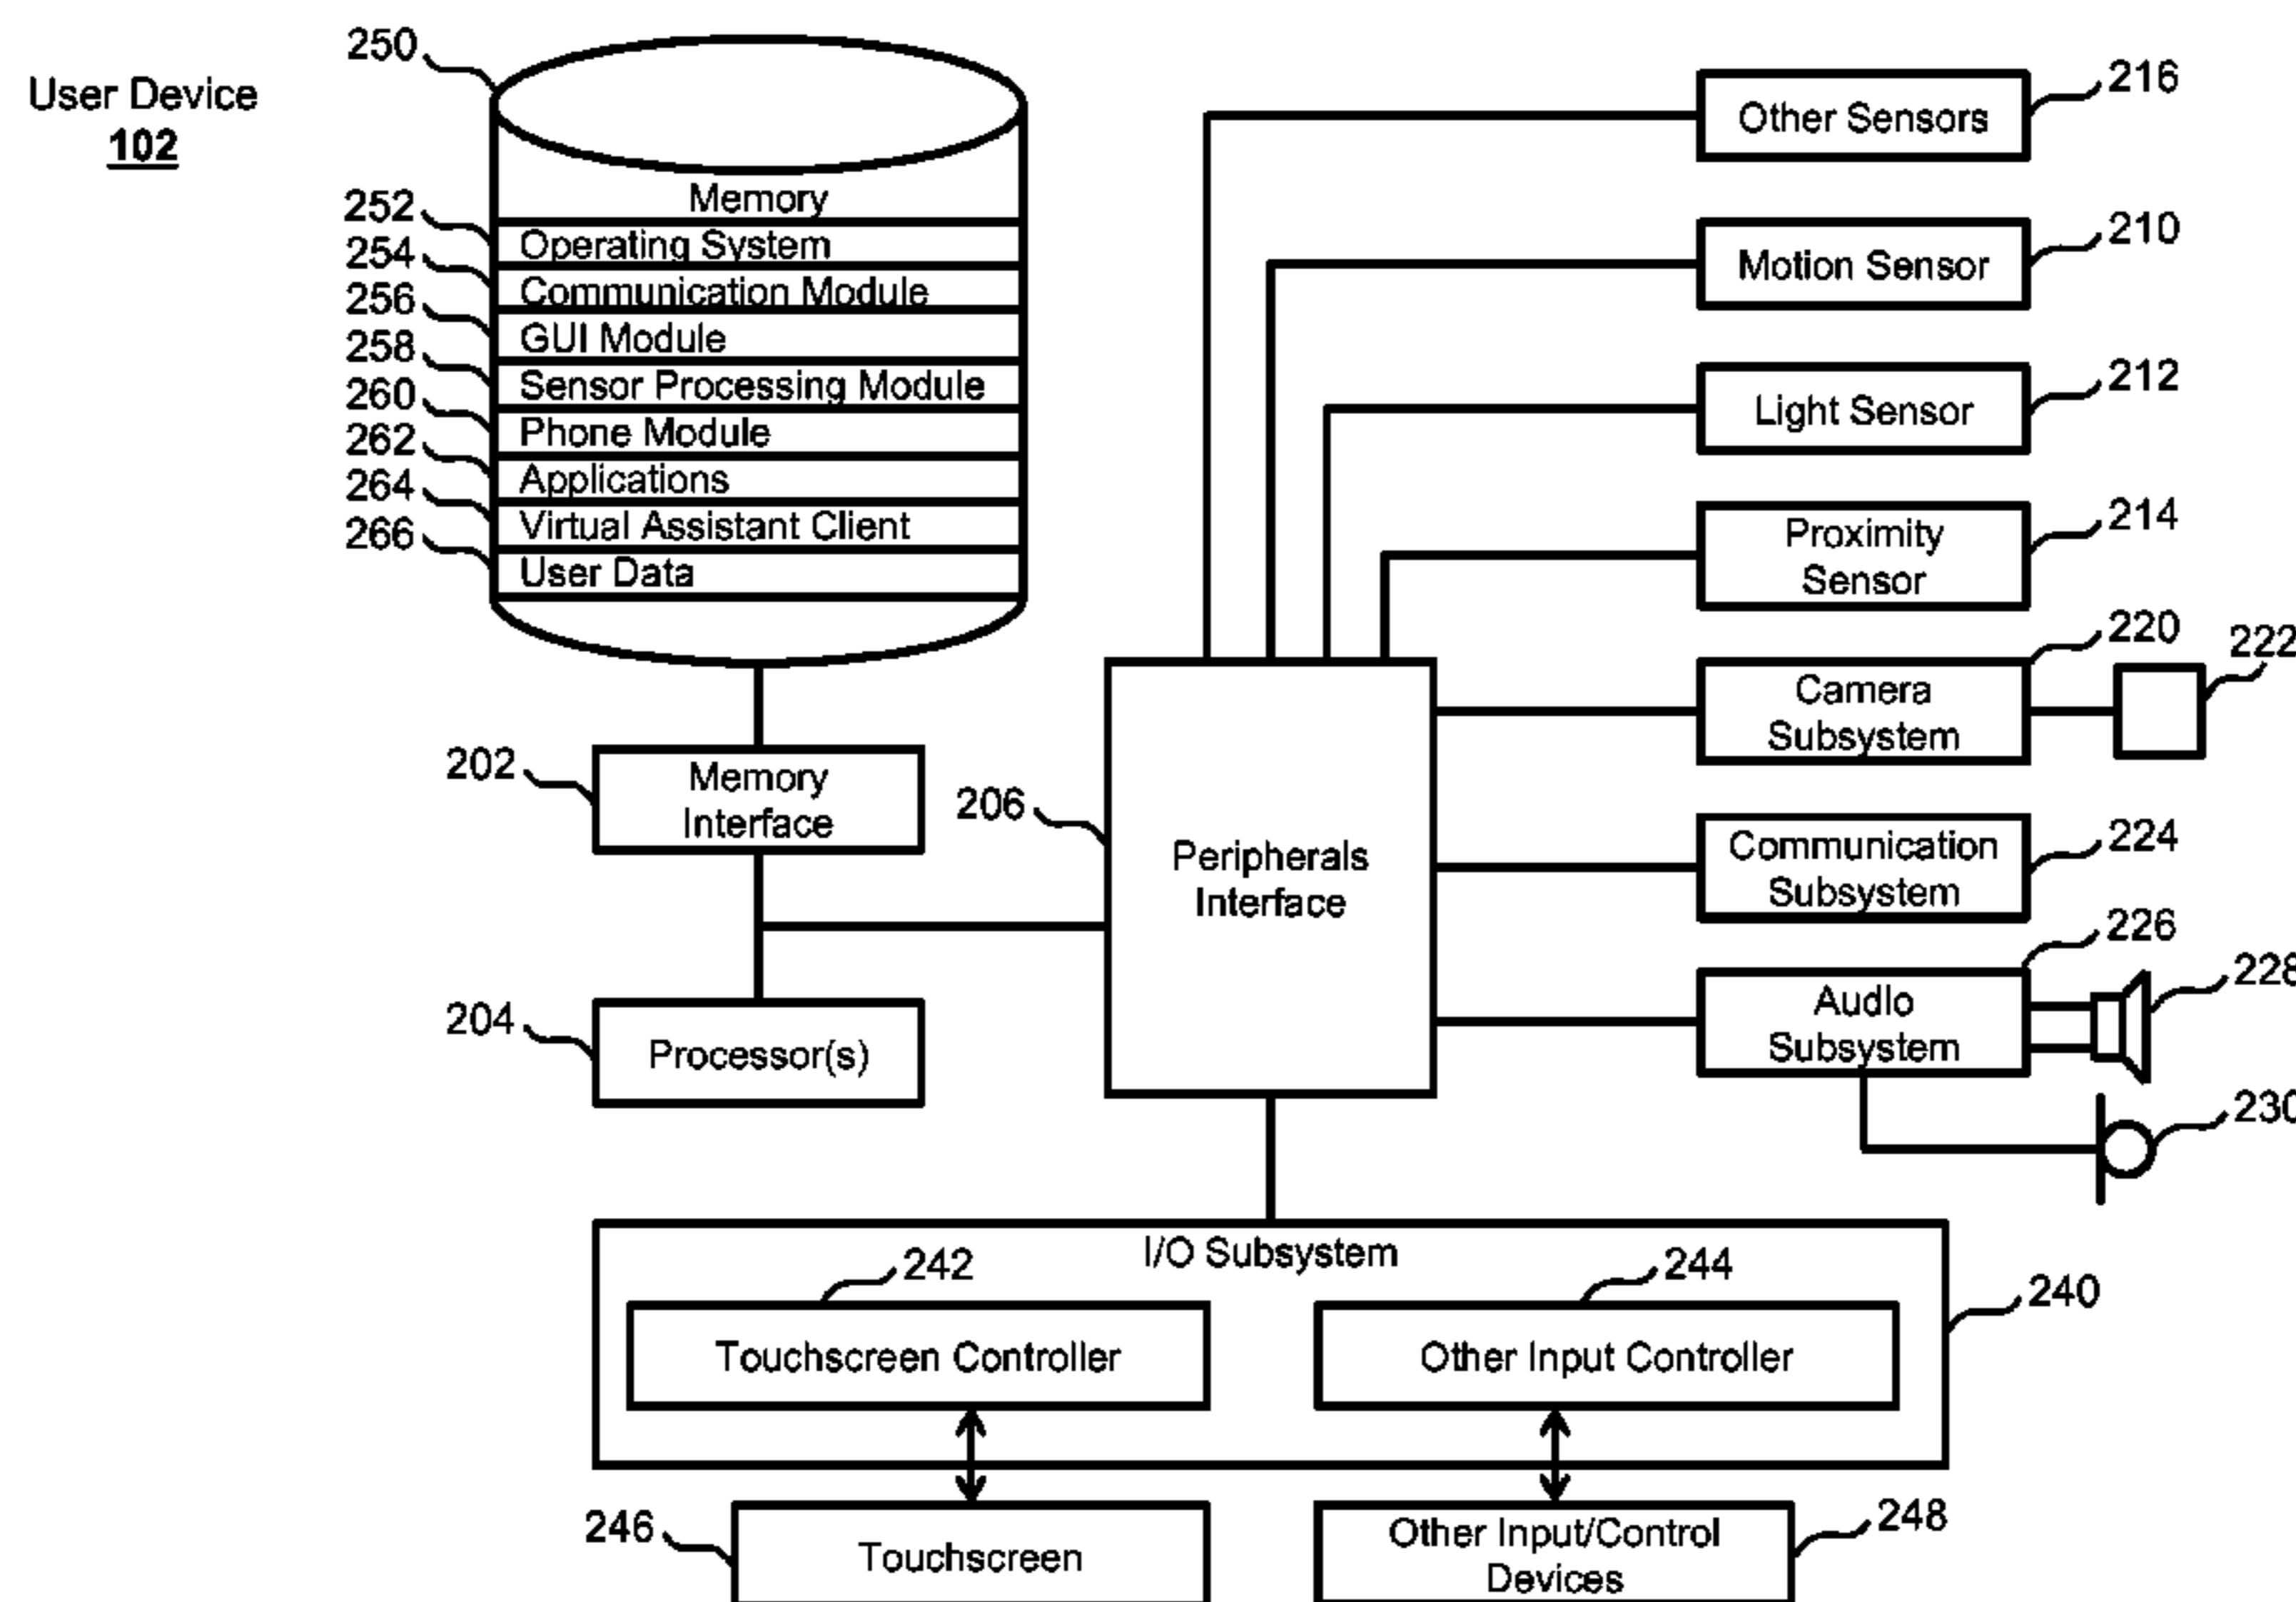 User Device
102
250
Memory
252
Operating System
254
Communication Module
256
GUI Module
258
Sensor Processing Module
260
Phone Module
262
Applications
264
Virtual Assistant Client
266
User Data
202
Memory
Interface
204
Processor(s)
206
Peripherals
Interface
Other Sensors
216
Motion Sensor
210
Light Sensor
212
Proximity
Sensor
214
Camera
Subsystem
220
222
Communication
Subsystem
224
Audio
Subsystem
226
228
230
I/O Subsystem
240
242
Touchscreen Controller
244
Other Input Controller
246
Touchscreen
Other Input/Control
Devices
248